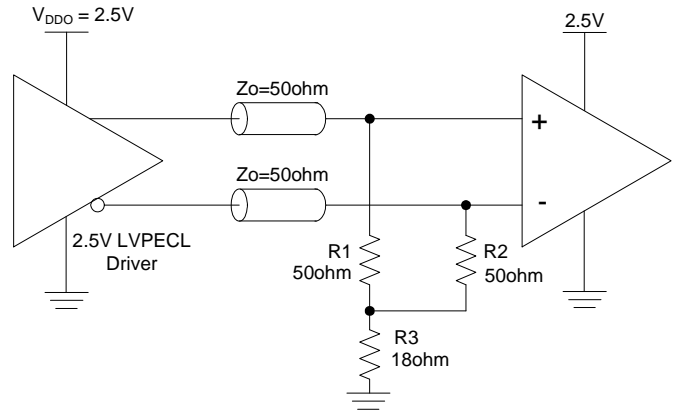 V_DDO = 2.5V
2.5V
Zo=50ohm
+
Zo=50ohm
-
2.5V LVPECL
Driver
R1
50ohm
R2
50ohm
R3
18ohm